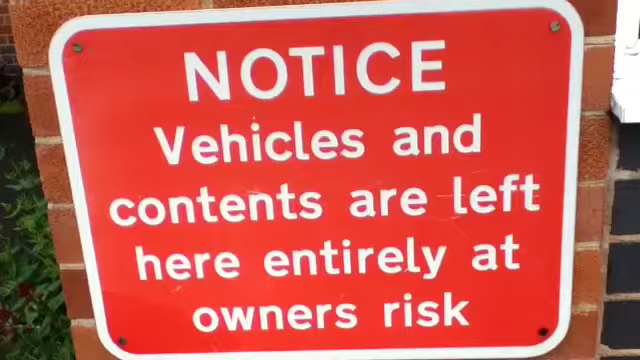 NOTICE
Vehicles and
contents are left
here entirely at
owners risk